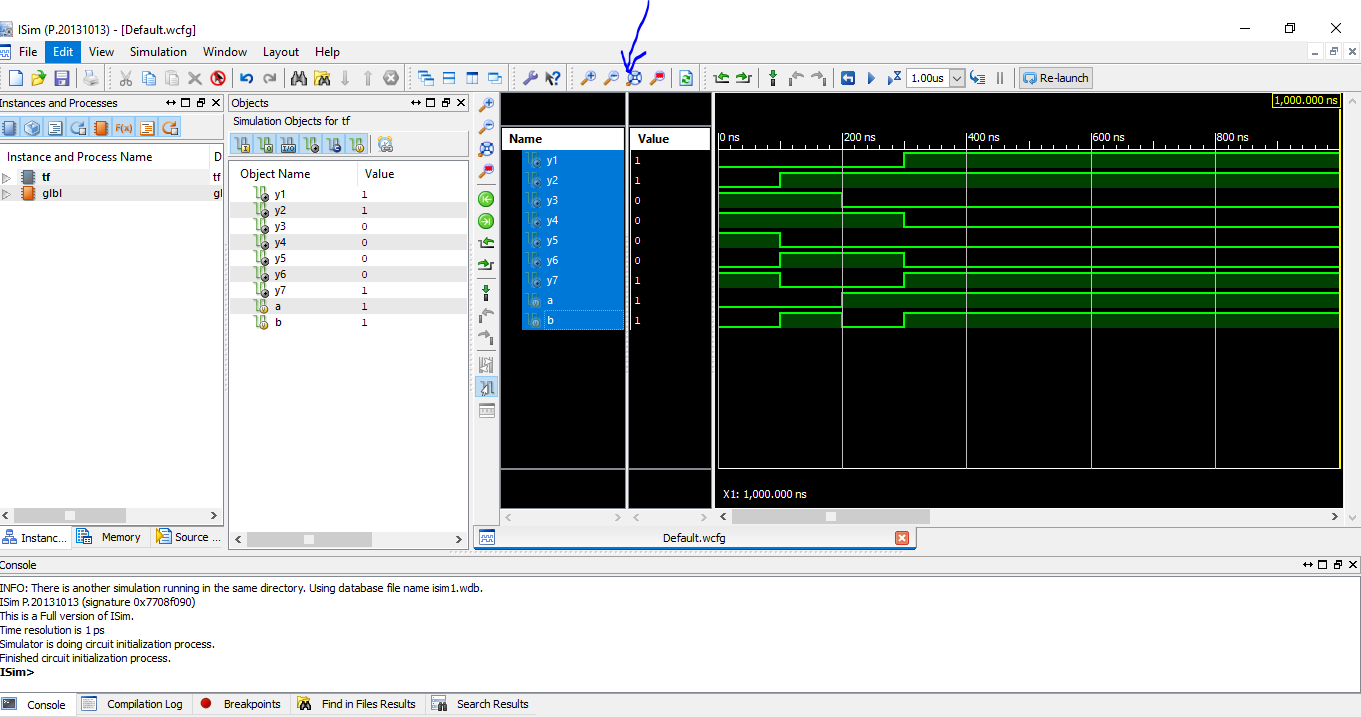 ISim (P.20131013) - [Default.wcfg]
File Edit View Simulation Window Layout Help
1.00us Re-launch
Instances and Processes
Objects
Simulation Objects for tf
Instance and Process Name D
tf tf
glbl gl
Object Name Value
y1 1
y2 1
y3 0
y4 0
y5 0
y6 0
y7 1
a 1
b 1
1,000.000 ns
Name Value
0 ns 200 ns 400 ns 600 ns 800 ns
y1 1
y2 1
y3 0
y4 0
y5 0
y6 0
y7 1
a 1
b 1
X1: 1,000.000 ns
Instanc... Memory Source ...
Default.wcfg
Console
INFO: There is another simulation running in the same directory. Using database file name isim1.wdb.
ISim P.20131013 (signature 0x7708f090)
This is a Full version of ISim.
Time resolution is 1 ps
Simulator is doing circuit initialization process.
Finished circuit initialization process.
ISim>
Console Compilation Log Breakpoints Find in Files Results Search Results